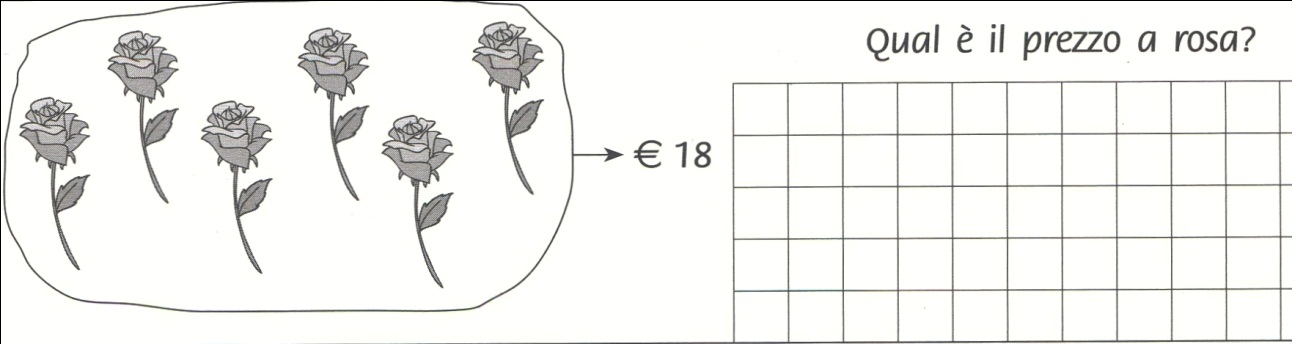 Qual è il prezzo a rosa?
€ 18